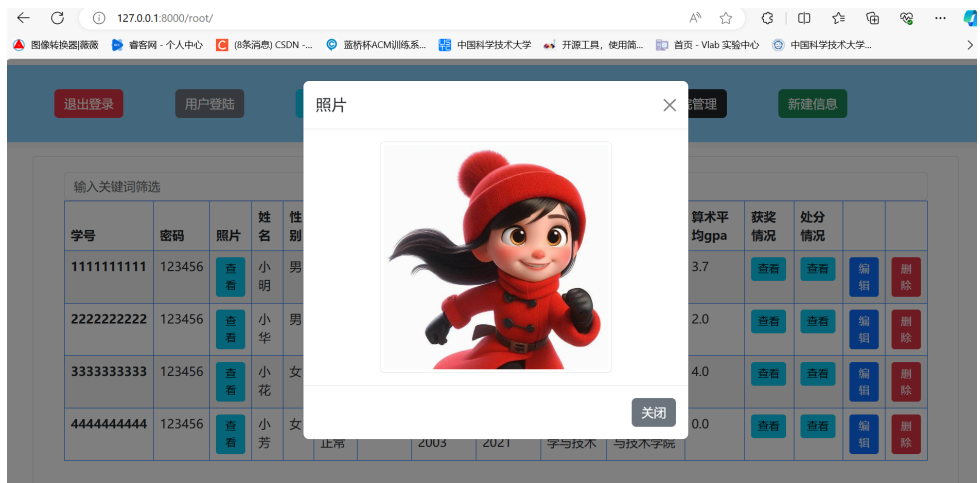 127.0.0.1:8000/root/
图像转换器|薇薇 睿客网 - 个人中心 (8条消息) CSDN -... 蓝桥杯ACM训练系... 中国科学技术大学 开源工具，使用简... 首页 - Vlab 实验中心 中国科学技术大学...
退出登录 用户登陆 管理 新建信息
照片
输入关键词筛选
学号 密码 照片 姓名 性别 算术平均gpa 获奖情况 处分情况
1111111111 123456 查看 小明 男 3.7 查看 查看 编辑 删除
2222222222 123456 查看 小华 男 2.0 查看 查看 编辑 删除
3333333333 123456 查看 小花 女 4.0 查看 查看 编辑 删除
4444444444 123456 查看 小芳 女 正常 2003 2021 学与技术 与技术学院 0.0 查看 查看 编辑 删除
关闭